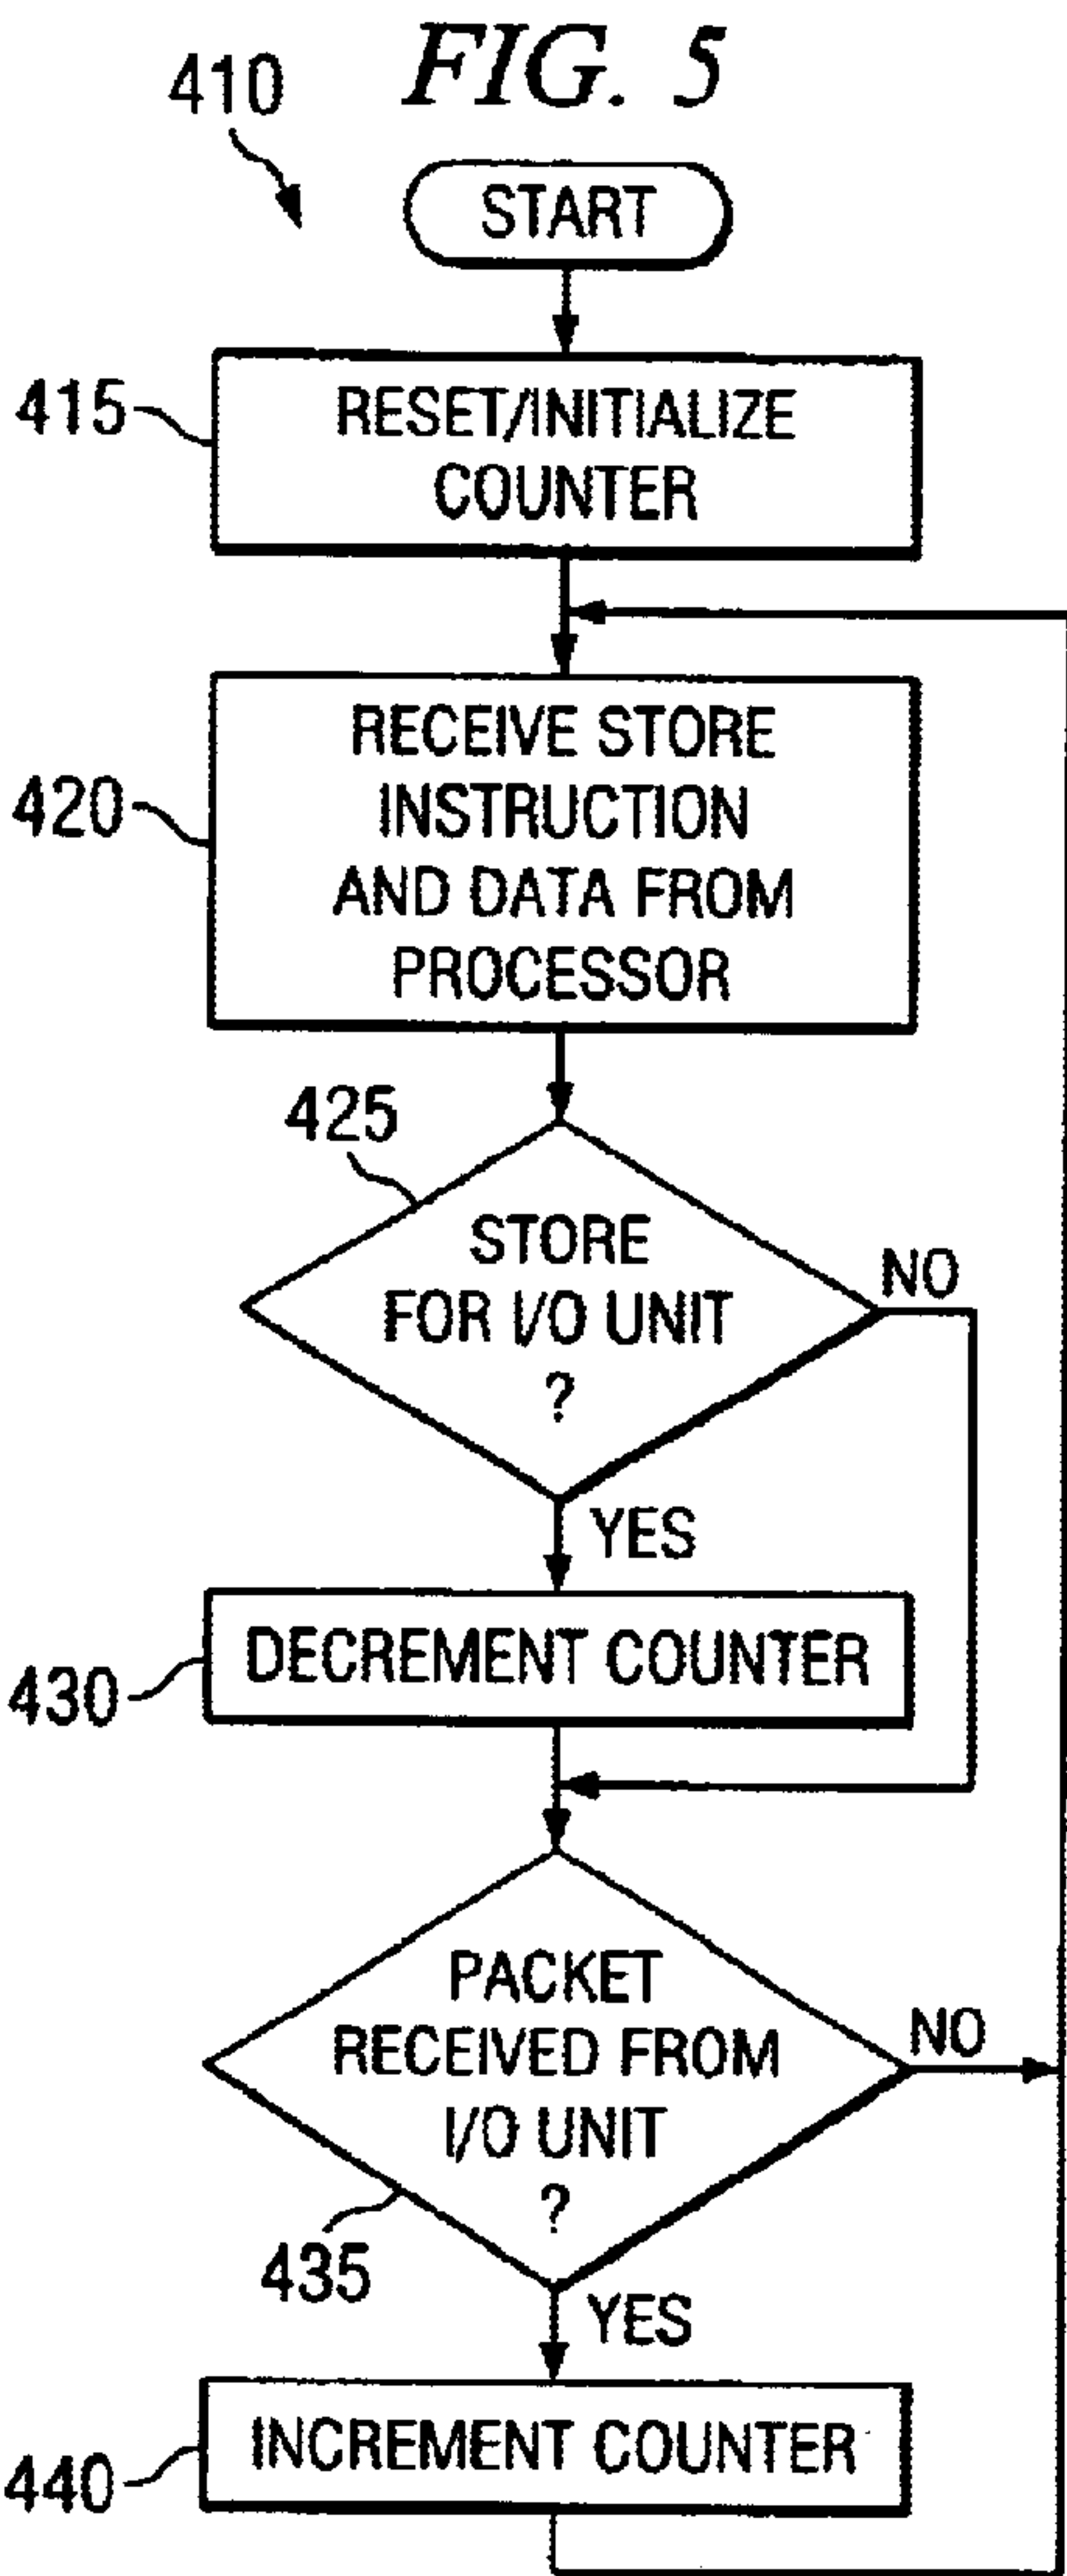 FIG. 5
410
START
415
RESET/INITIALIZE
COUNTER
420
RECEIVE STORE
INSTRUCTION
AND DATA FROM
PROCESSOR
425
STORE
FOR I/O UNIT
?
NO
YES
430
DECREMENT COUNTER
PACKET
RECEIVED FROM
I/O UNIT
?
NO
435
YES
440
INCREMENT COUNTER